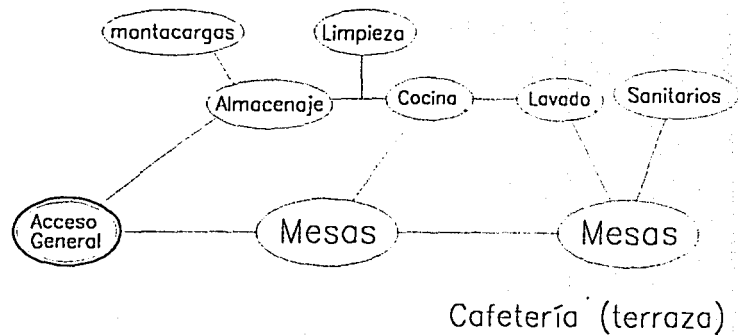 montacargas
Limpieza
Almacenaje
Cocina
Lavado
Sanitarios
Acceso
General
Mesas
Mesas
Cafetería (terraza)